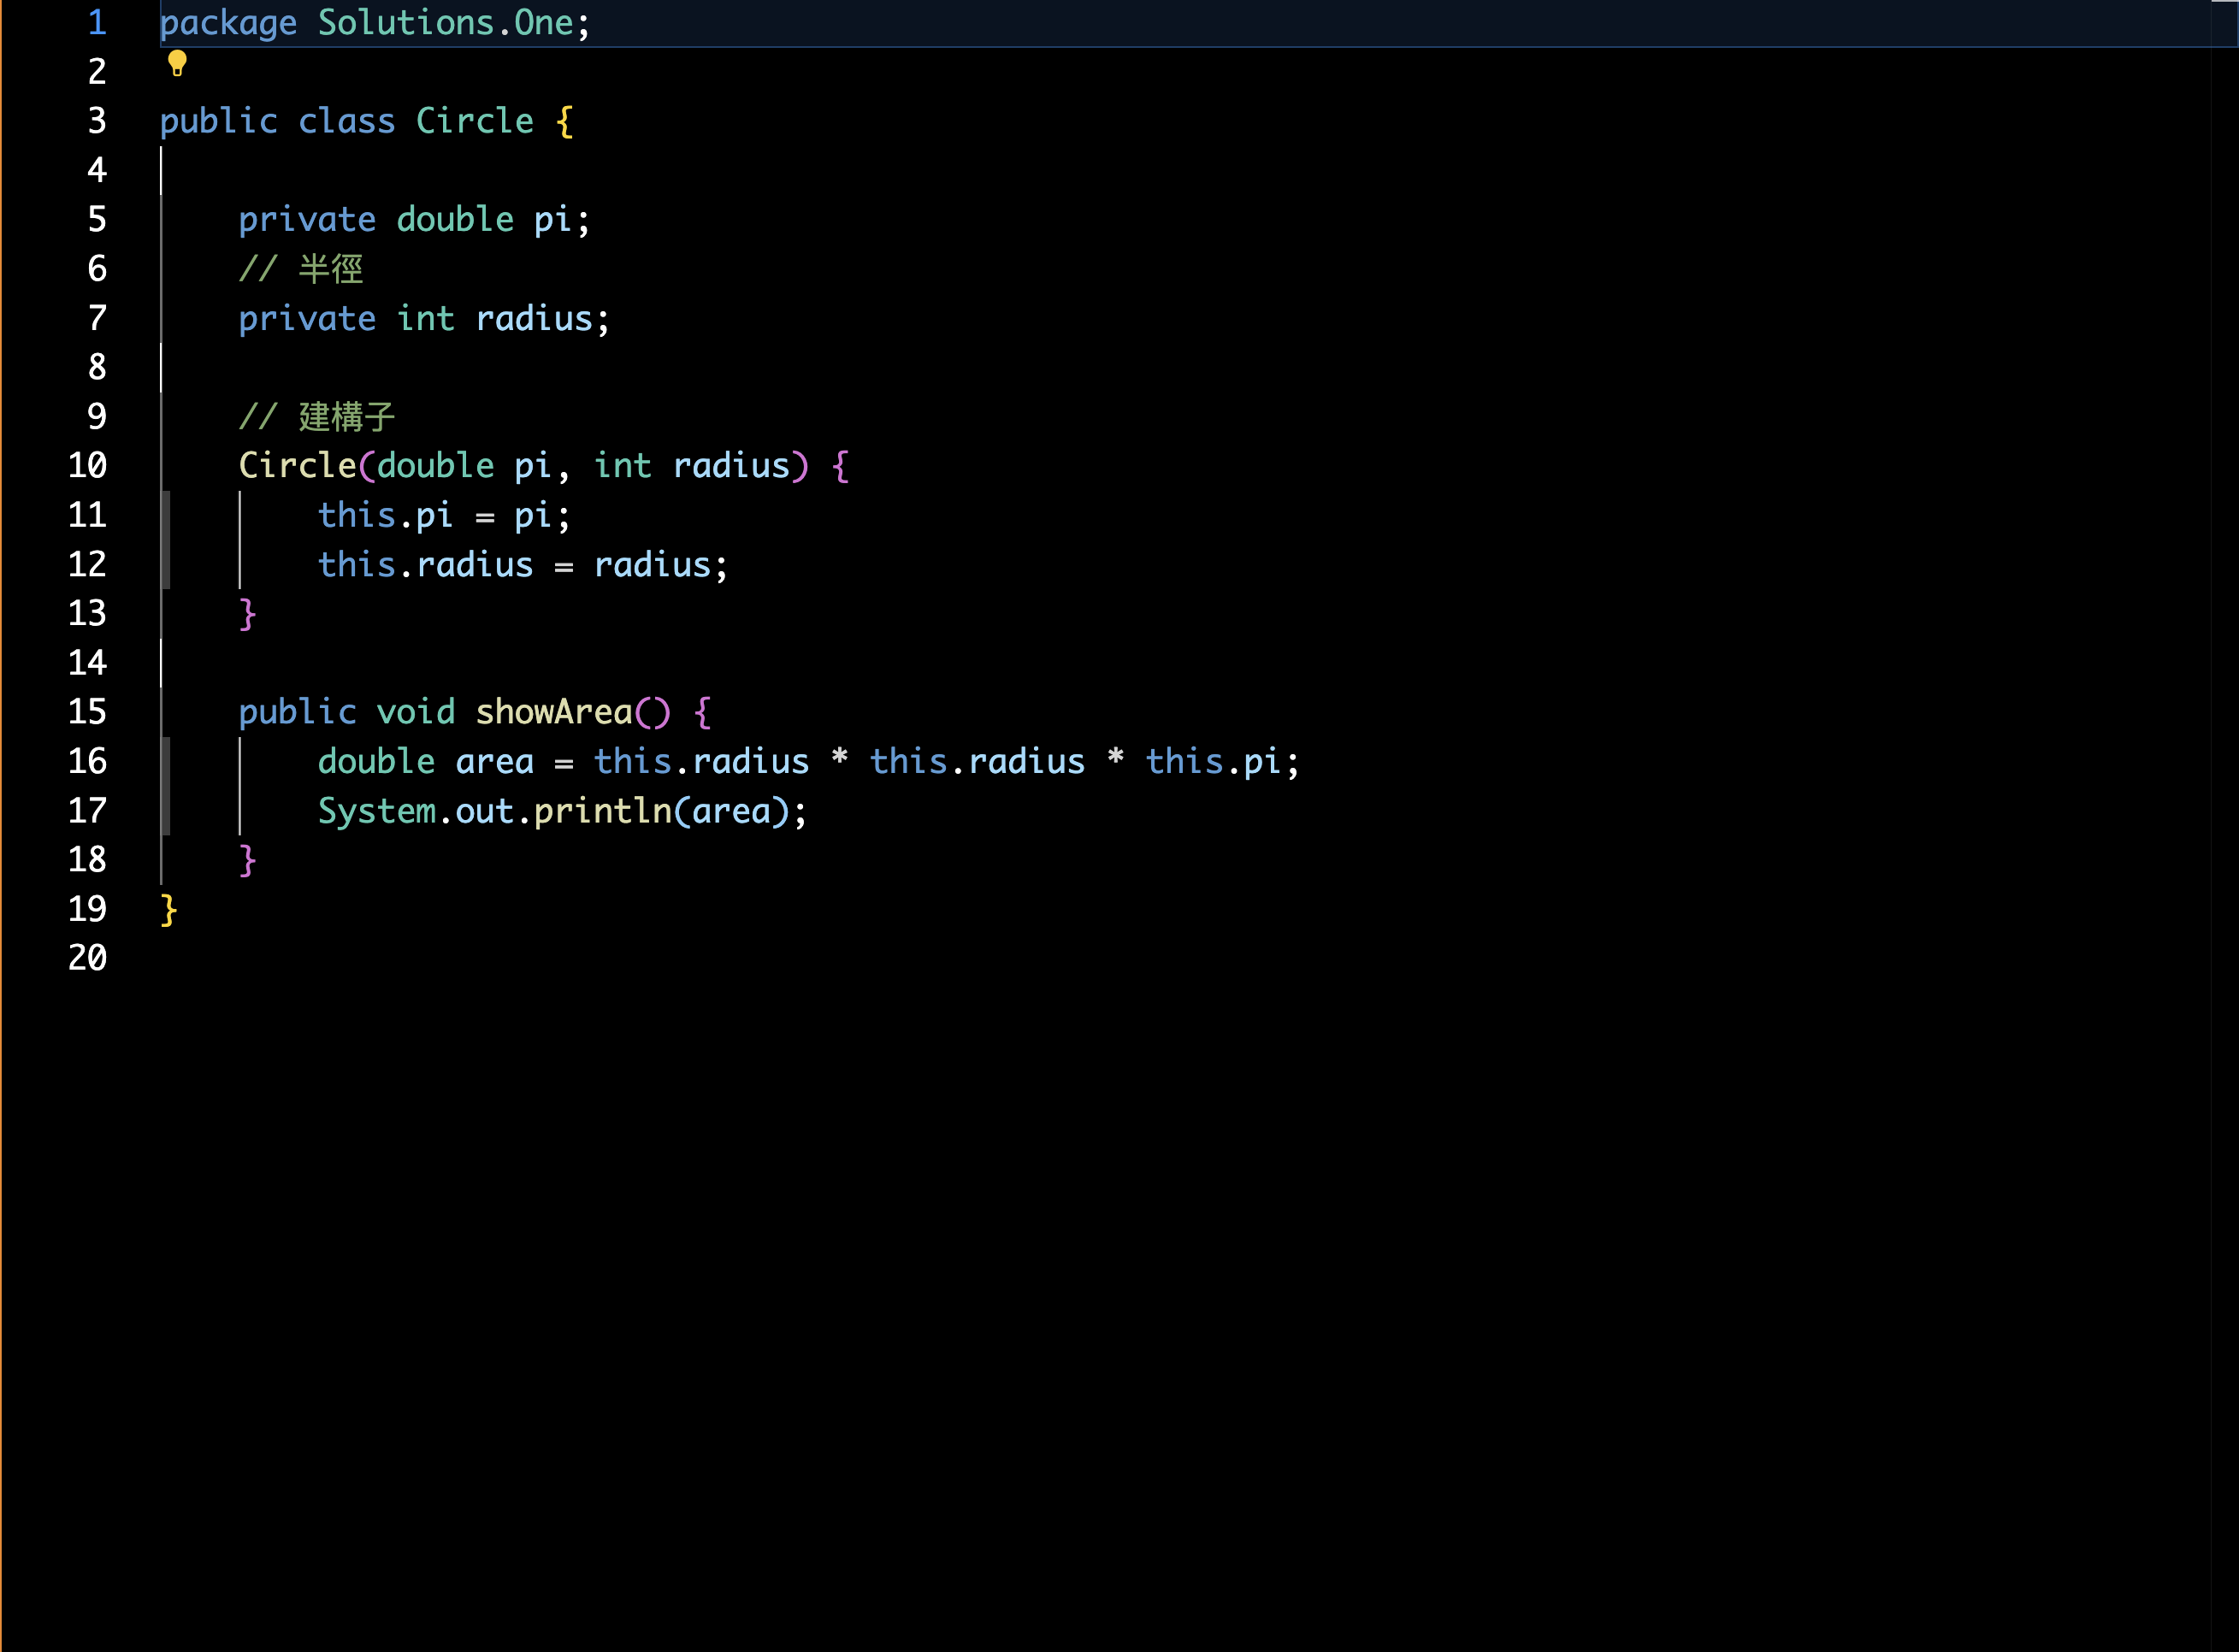 1 package Solutions.One;
2
3 public class Circle {
4
5     private double pi;
6     // 半徑
7     private int radius;
8
9     // 建構子
10     Circle(double pi, int radius) {
11         this.pi = pi;
12         this.radius = radius;
13     }
14
15     public void showArea() {
16         double area = this.radius * this.radius * this.pi;
17         System.out.println(area);
18     }
19 }
20